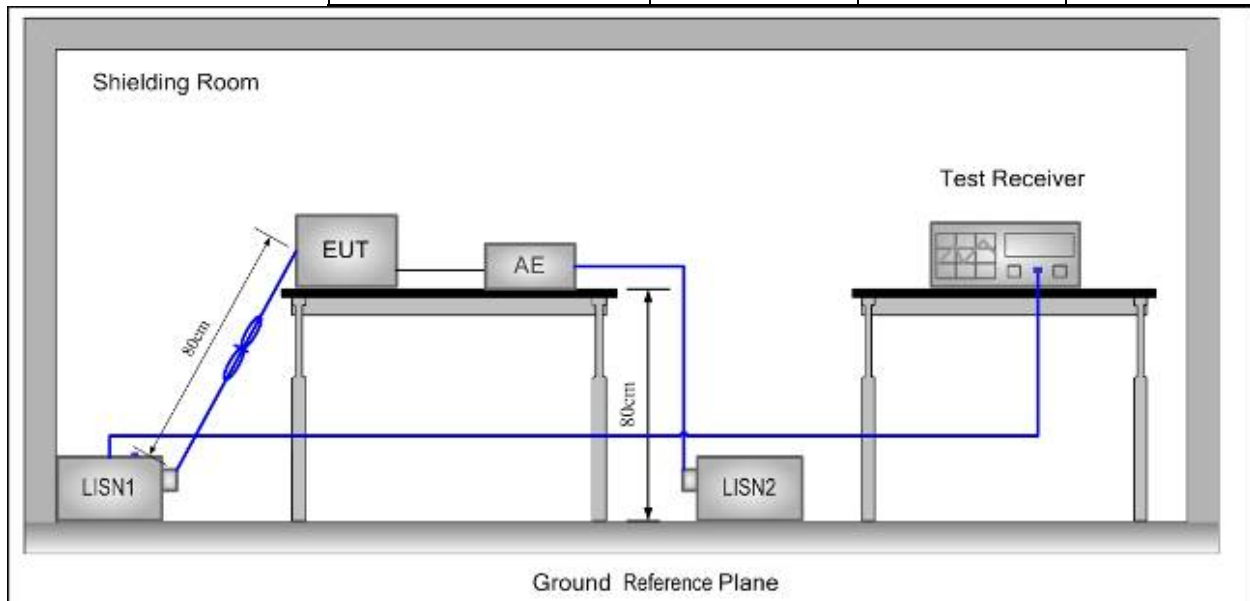 Shielding Room
Test Receiver
EUT
AE
80cm
80cm
LISN1
LISN2
Ground Reference Plane